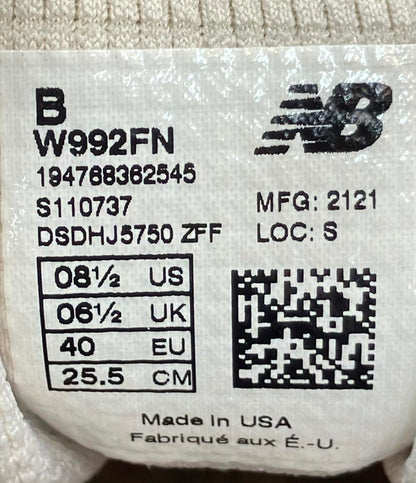 B
NB
W992FN
194768362545
S110737
MFG: 2121
DSDHJ5750 ZFF
LOC: S
08½ US
06½ UK
40 EU
25.5 CM
Made in USA
Fabriqué aux É.-U.